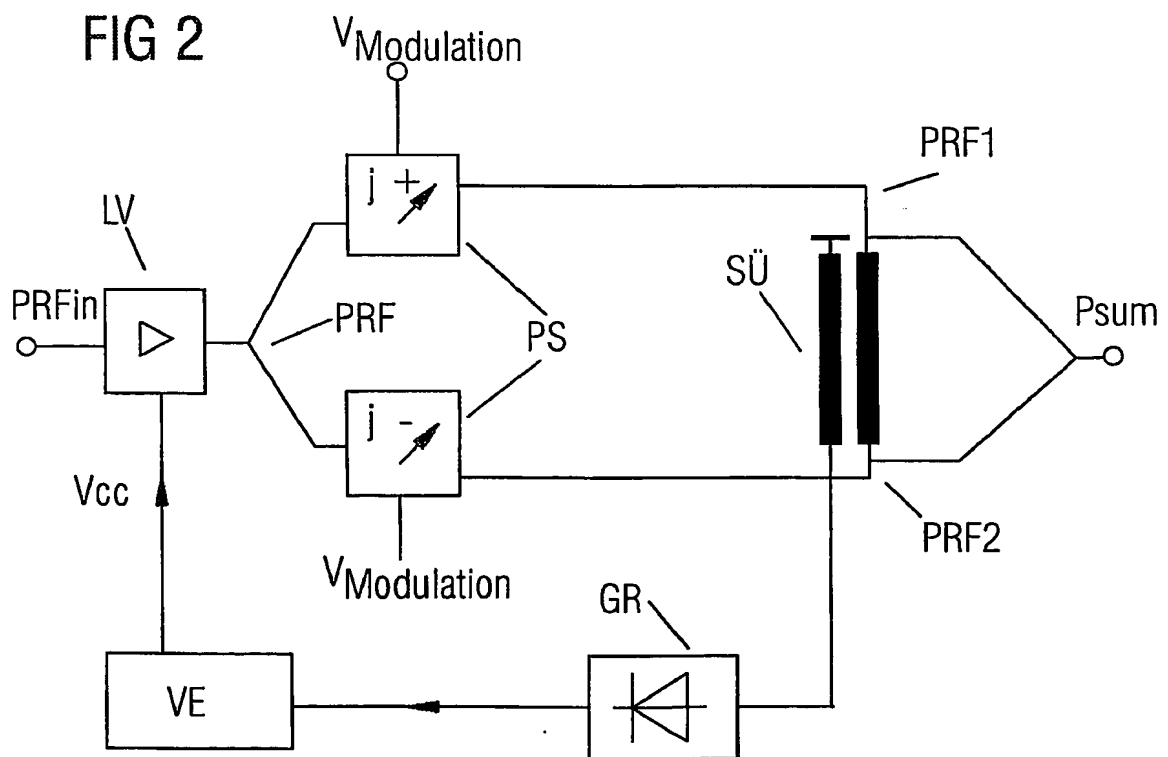 FIG 2
VModulation
PRF1
LV
j +
SÜ
PRFin
PRF
PS
Psum
j -
Vcc
VModulation
PRF2
GR
VE